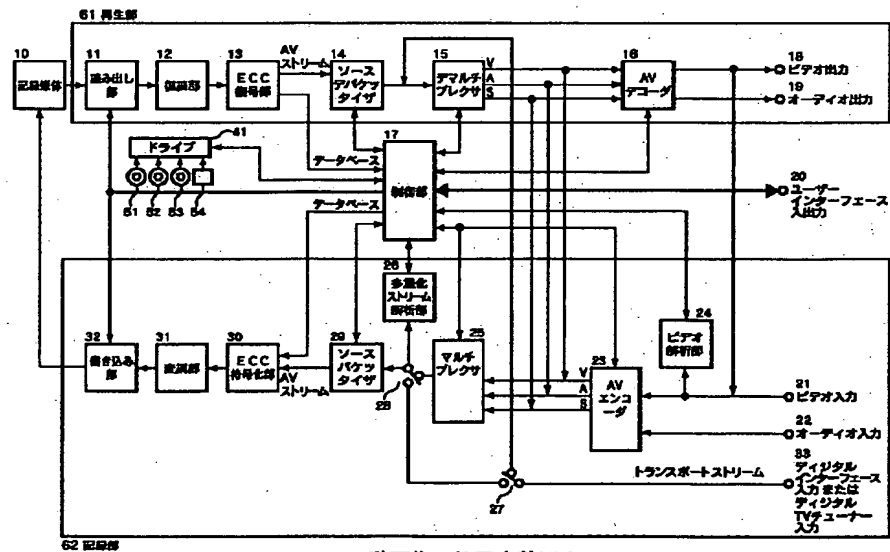 61 再生部
10
記録媒体
11
読み出し
部
12
復調部
13
ECC
復号部
AV
ストリーム
14
ソース
デパケッ
タイザ
15
デマルチ
プレクサ
V
A
S
16
AV
デコーダ
18
ビデオ出力
19
オーディオ出力
41
ドライブ
51
52
53
54
データベース
データベース
17
制御部
20
ユーザー
インターフェース
入出力
26
多重化
ストリーム
解析部
24
ビデオ
解析部
32
書き込み
部
31
変調部
30
ECC
符号化部
AV
ストリーム
29
ソース
パケッ
タイザ
28
25
マルチ
プレクサ
V
A
S
23
AV
エンコ
ーダ
21
ビデオ入力
22
オーディオ入力
トランスポートストリーム
27
33
ディジタル
インターフェース
入力または
ディジタル
TVチューナー
入力
62 記録部